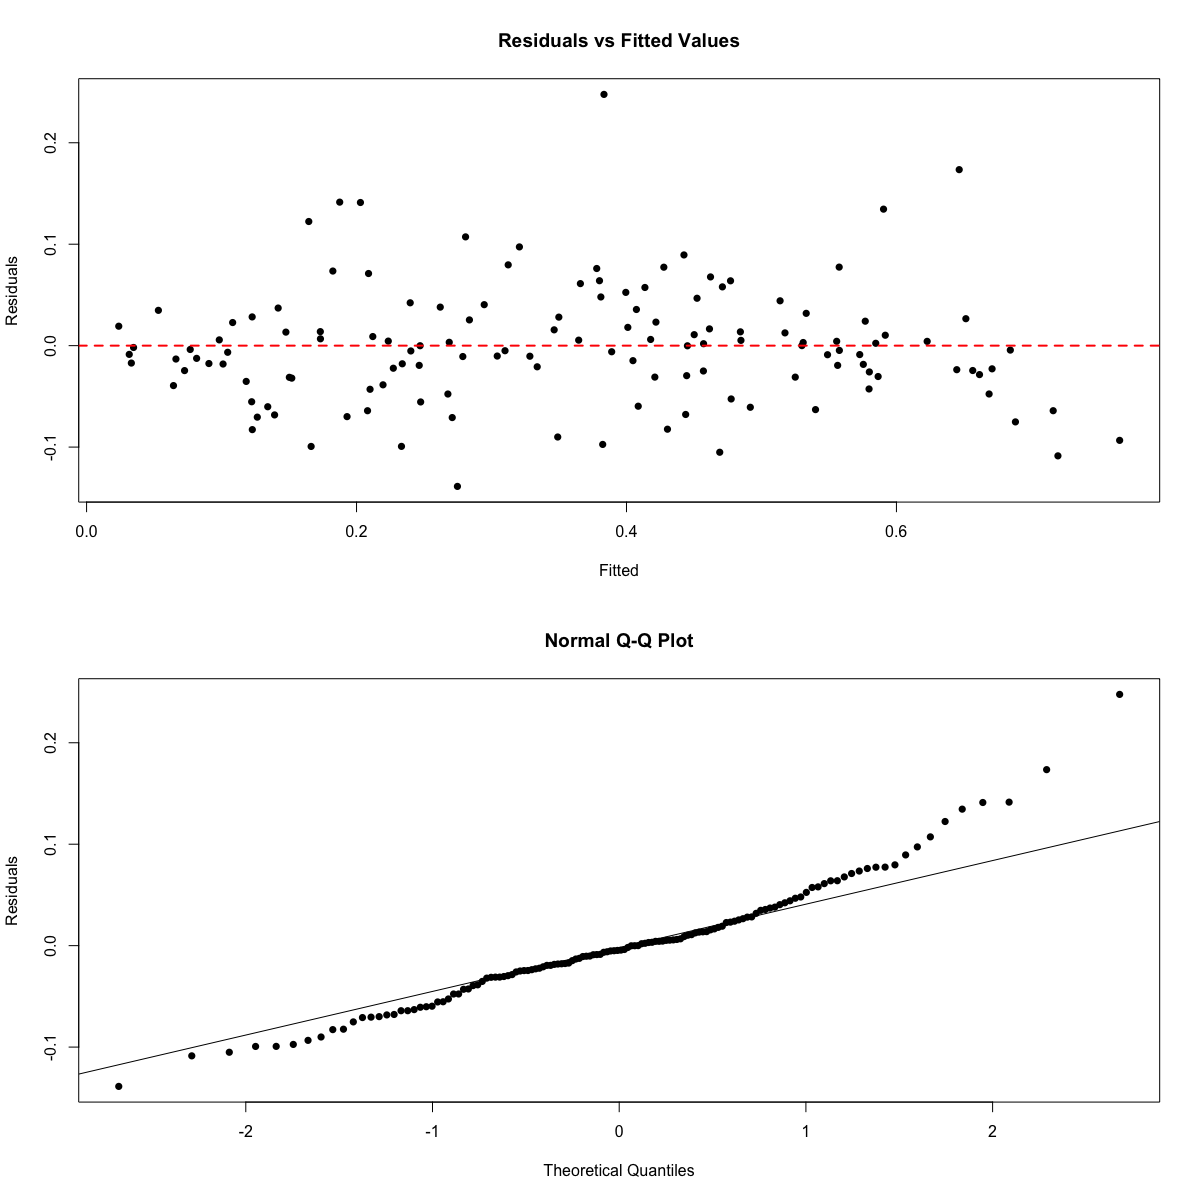 Residuals vs Fitted Values
Residuals
0.2
0.1
0.0
-0.1
0.0 0.2 0.4 0.6
Fitted
Normal Q-Q Plot
Residuals
0.2
0.1
0.0
-0.1
-2 -1 0 1 2
Theoretical Quantiles